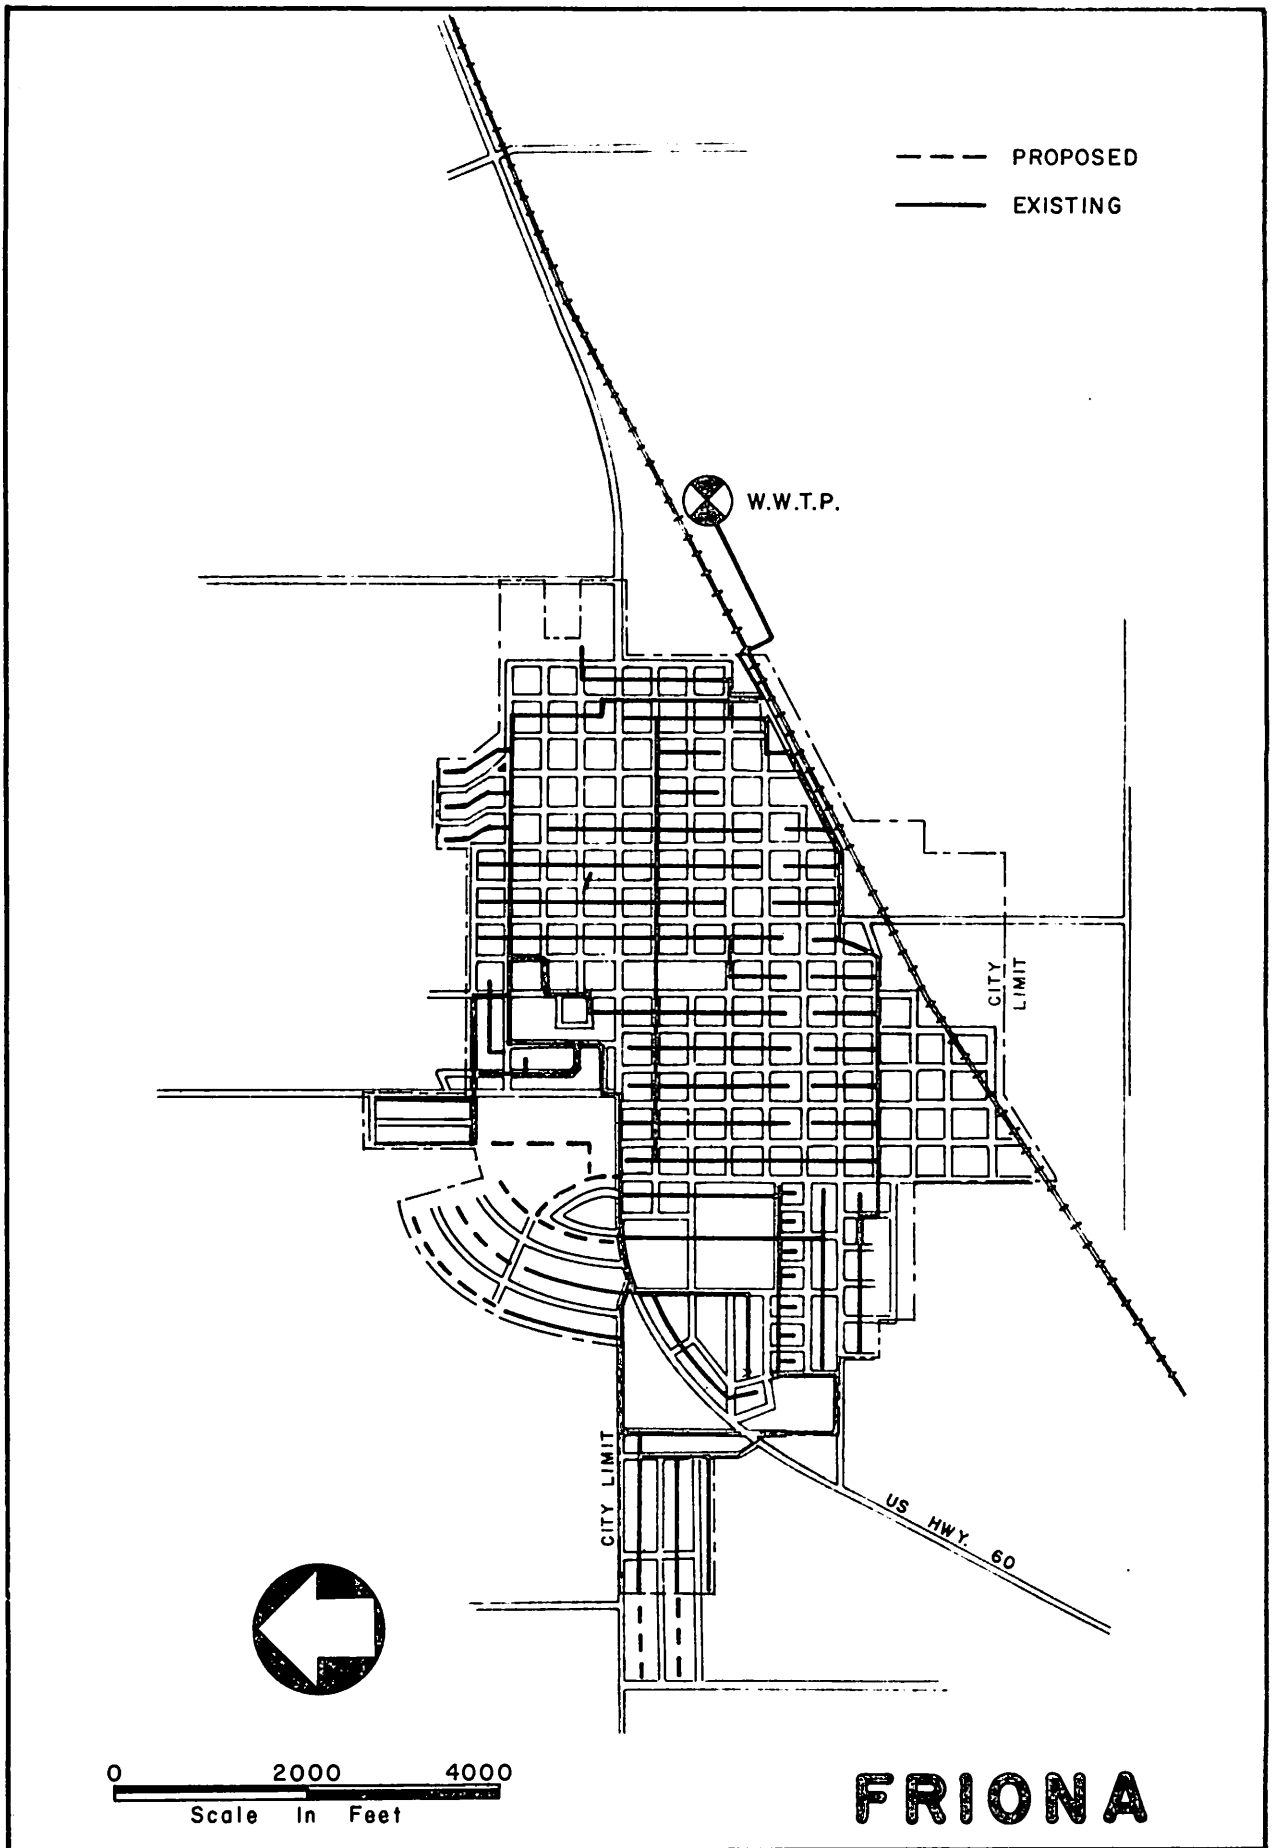 PROPOSED
EXISTING
W.W.T.P.
CITY
LIMIT
CITY LIMIT
US HWY. 60
0 2000 4000
Scale In Feet
FRIONA